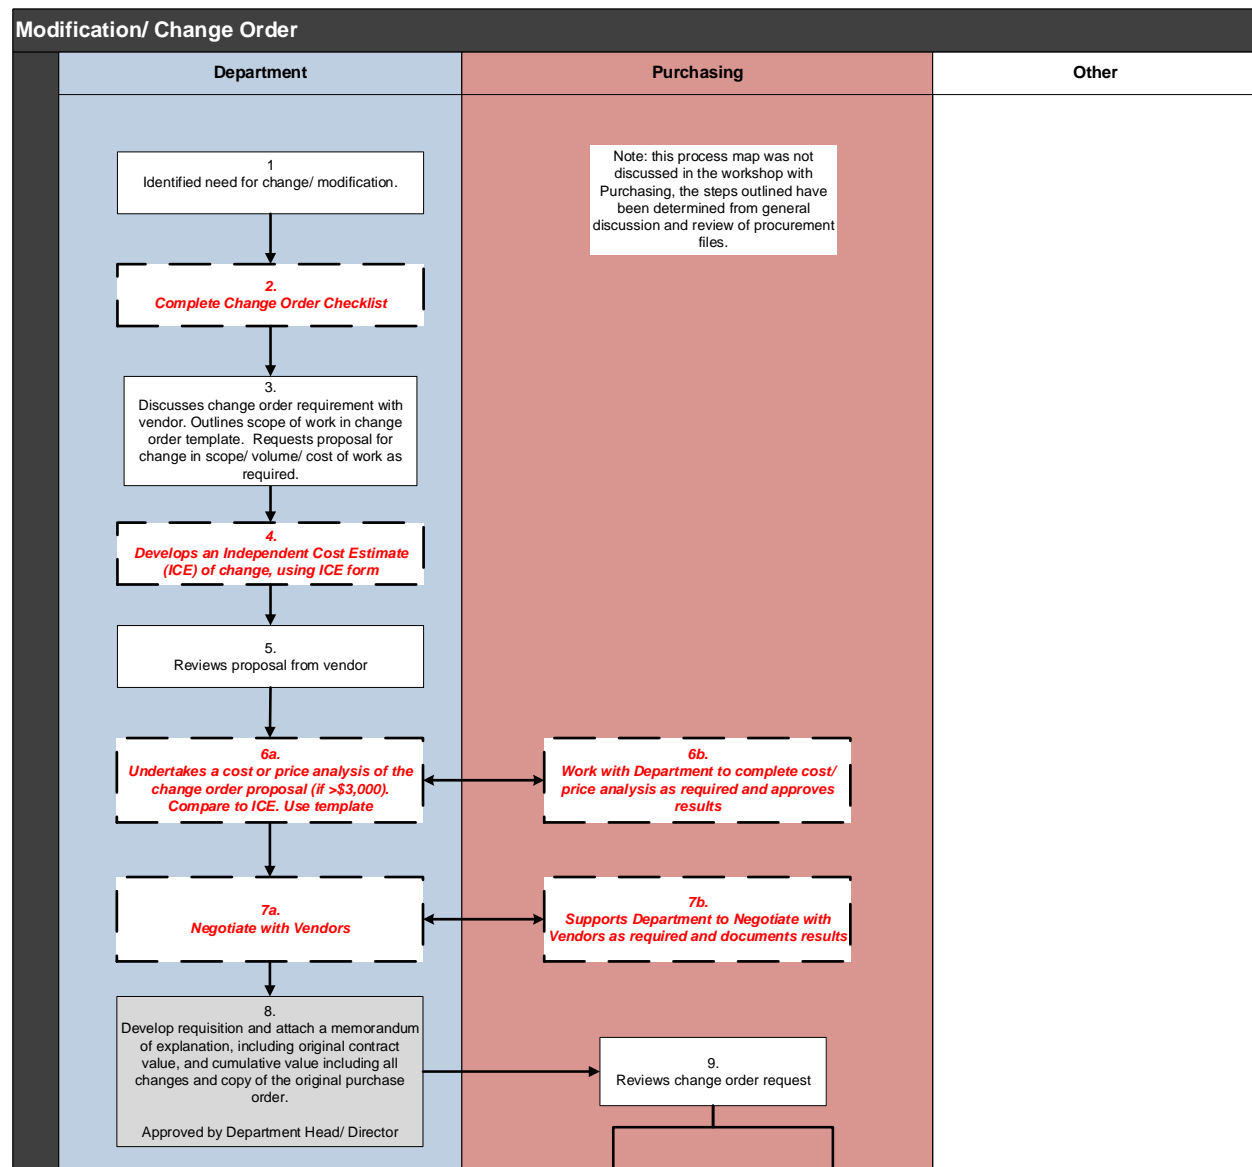 Modification/ Change Order
Department
Purchasing
Other
1
Identified need for change/ modification.
Note: this process map was not
discussed in the workshop with
Purchasing, the steps outlined have
been determined from general
discussion and review of procurement
files.
2.
Complete Change Order Checklist
3.
Discusses change order requirement with
vendor. Outlines scope of work in change
order template.  Requests proposal for
change in scope/ volume/ cost of work as
required.
4.
Develops an Independent Cost Estimate
(ICE) of change, using ICE form
5.
Reviews proposal from vendor
6a.
Undertakes a cost or price analysis of the
change order proposal (if >$3,000).
Compare to ICE. Use template
6b.
Work with Department to complete cost/
price analysis as required and approves
results
7a.
Negotiate with Vendors
7b.
Supports Department to Negotiate with
Vendors as required and documents results
8.
Develop requisition and attach a memorandum
of explanation, including original contract
value, and cumulative value including all
changes and copy of the original purchase
order.
Approved by Department Head/ Director
9.
Reviews change order request